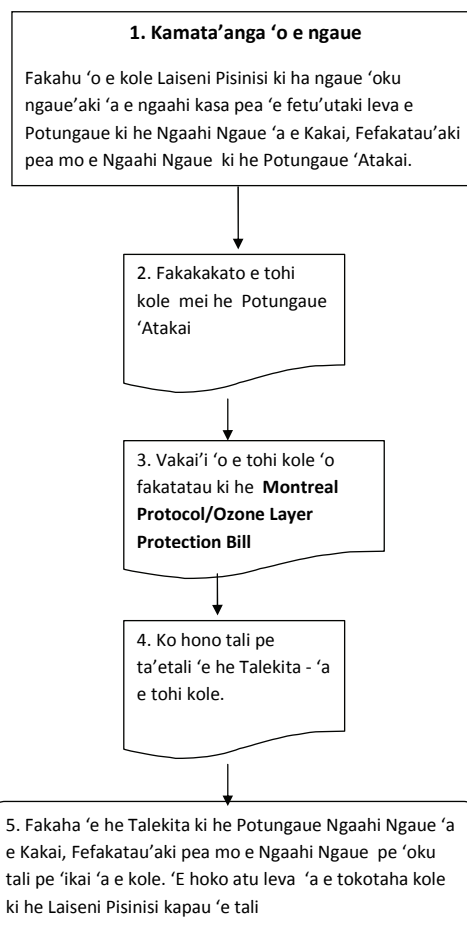 1. Kamata’anga ‘o e ngaue
Fakahu ‘o e kole Laiseni Pisinisi ki ha ngaue ‘oku
ngaue’aki ‘a e ngaahi kasa pea ‘e fetu’utaki leva e
Potungaue ki he Ngaahi Ngaue ‘a e Kakai, Fefakatau’aki
pea mo e Ngaahi Ngaue ki he Potungaue ‘Atakai.
2. Fakakakato e tohi
kole mei he Potungaue
‘Atakai
3. Vakai’i ‘o e tohi kole ‘o
fakatatau ki he Montreal
Protocol/Ozone Layer
Protection Bill
4. Ko hono tali pe
ta’etali ‘e he Talekita - ‘a
e tohi kole.
5. Fakaha ‘e he Talekita ki he Potungaue Ngaahi Ngaue ‘a
e Kakai, Fefakatau’aki pea mo e Ngaahi Ngaue pe ‘oku
tali pe ‘ikai ‘a e kole. ‘E hoko atu leva ‘a e tokotaha kole
ki he Laiseni Pisinisi kapau ‘e tali